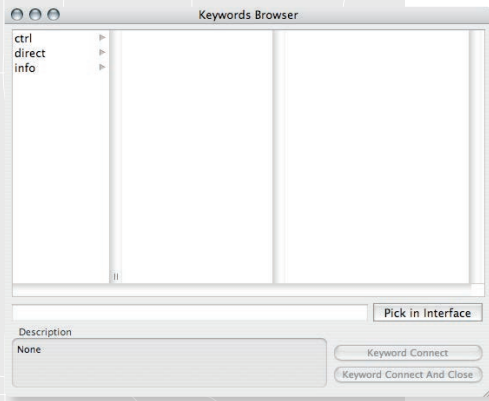 Keywords Browser
ctrl
direct
info
Pick in Interface
Description
None
Keyword Connect
Keyword Connect And Close